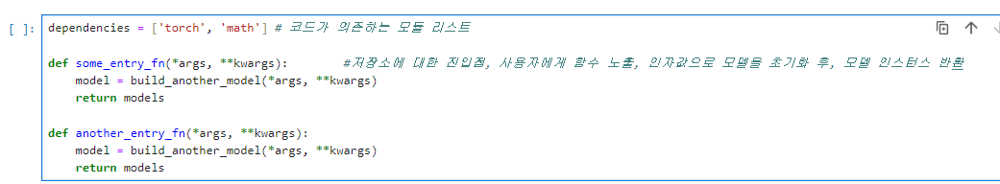 [ ]: dependencies = ['torch', 'math'] # 코드가 의존하는 모듈 리스트
def some_entry_fn(*args, **kwargs): #저장소에 대한 진입점, 사용자에게 함수 노출, 인자값으로 모델을 초기화 후, 모델 인스턴스 반환
model = build_another_model(*args, **kwargs)
return models
def another_entry_fn(*args, **kwargs):
model = build_another_model(*args, **kwargs)
return models